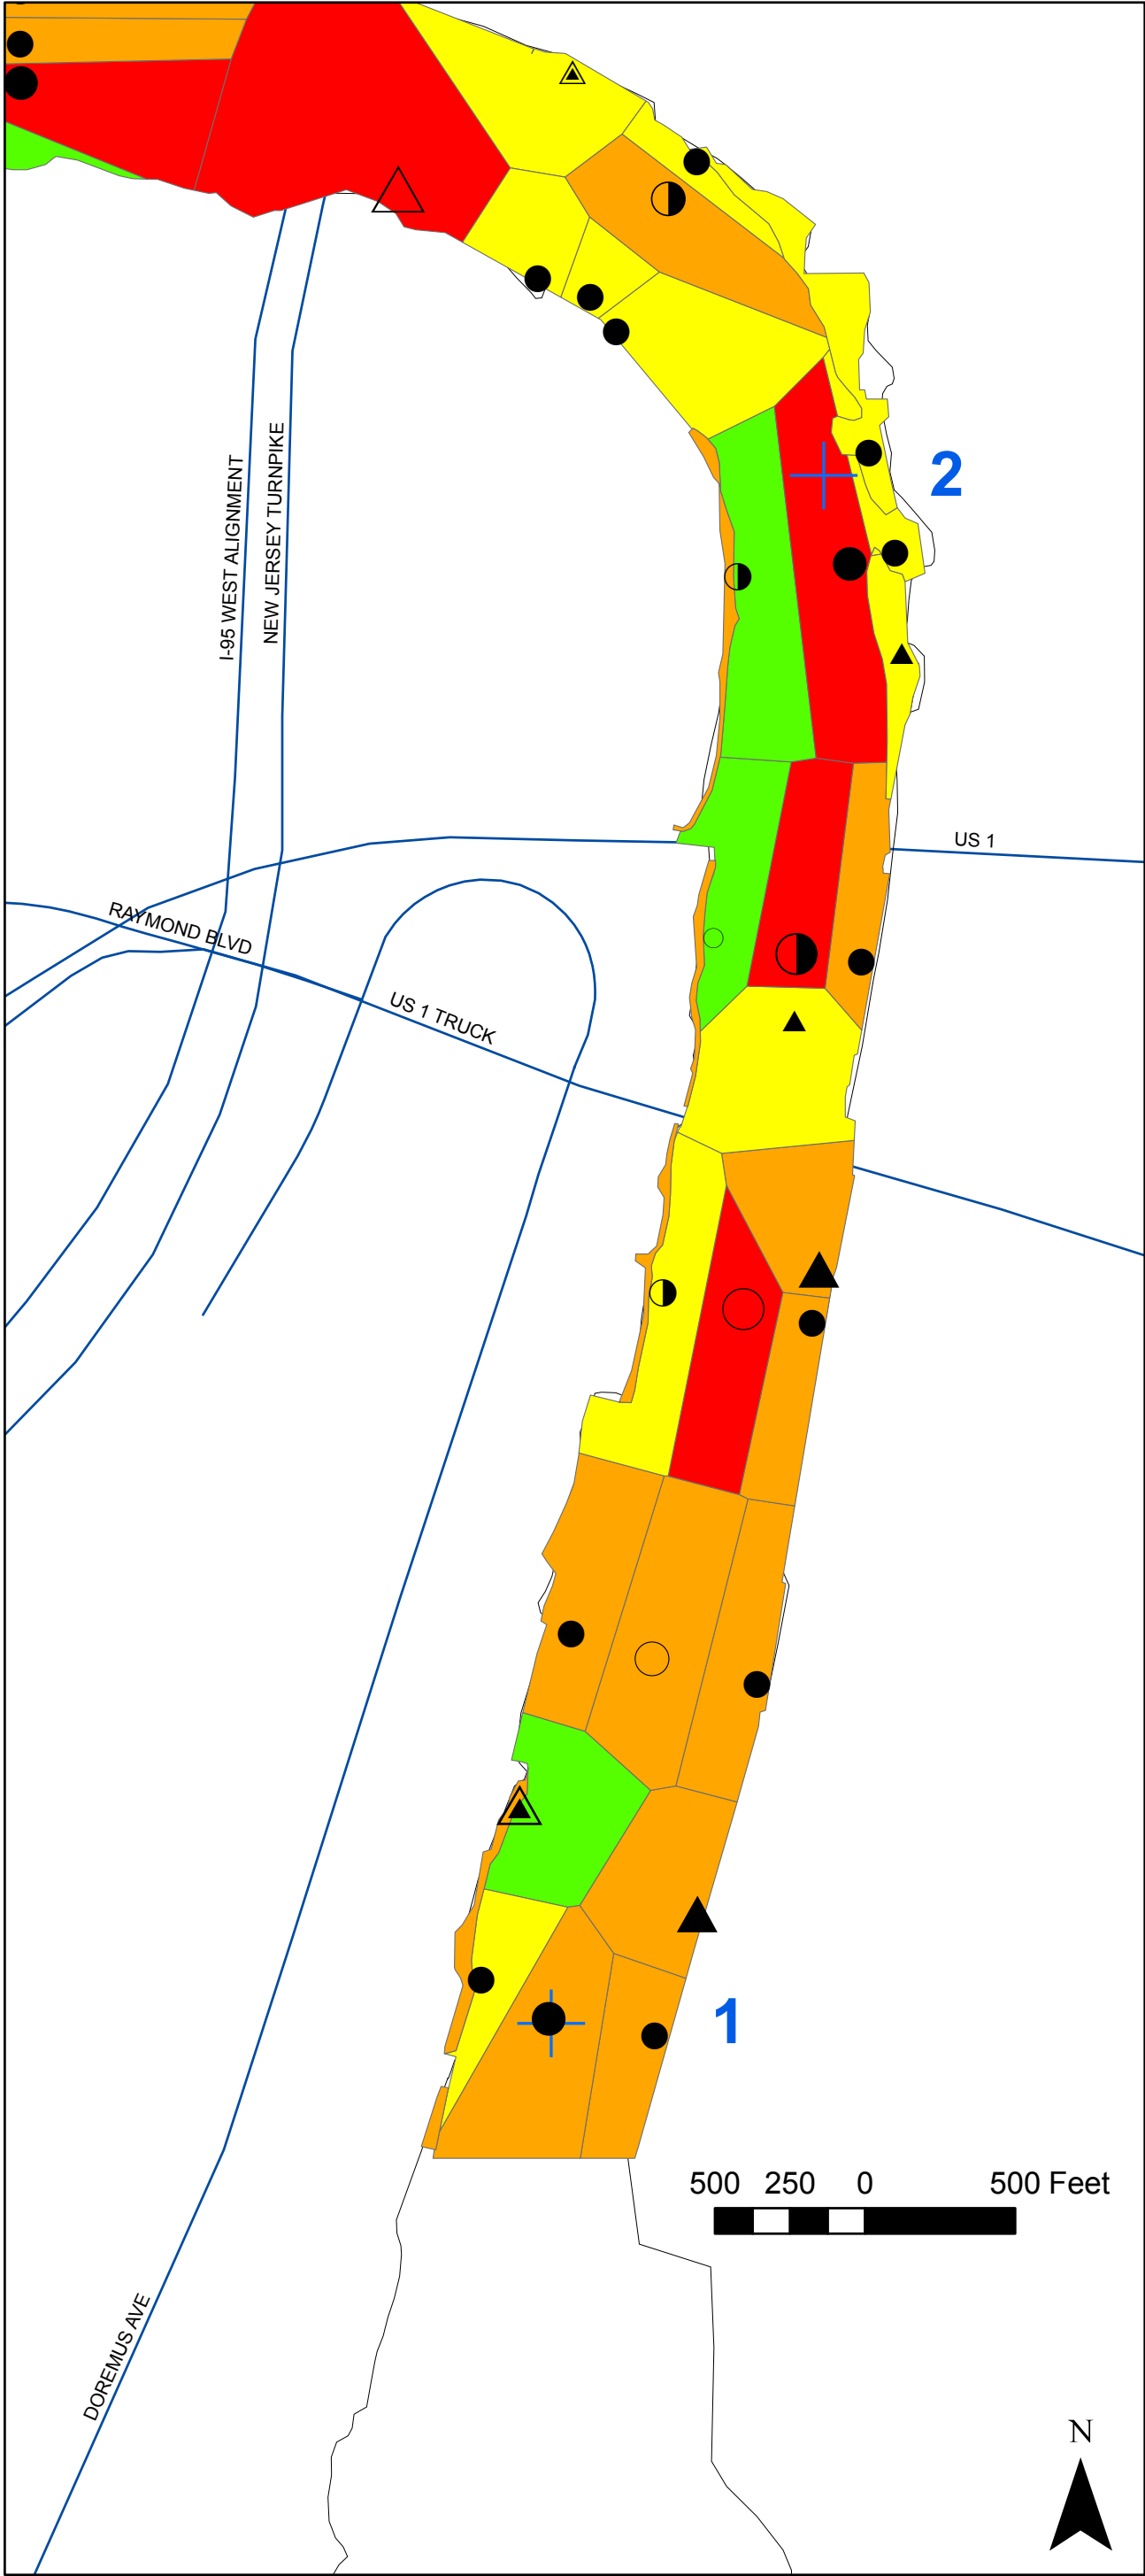 2
I-95 WEST ALIGNMENT
NEW JERSEY TURNPIKE
US 1
RAYMOND BLVD
US 1 TRUCK
1
500 250 0 500 Feet
DOREMUS AVE
N